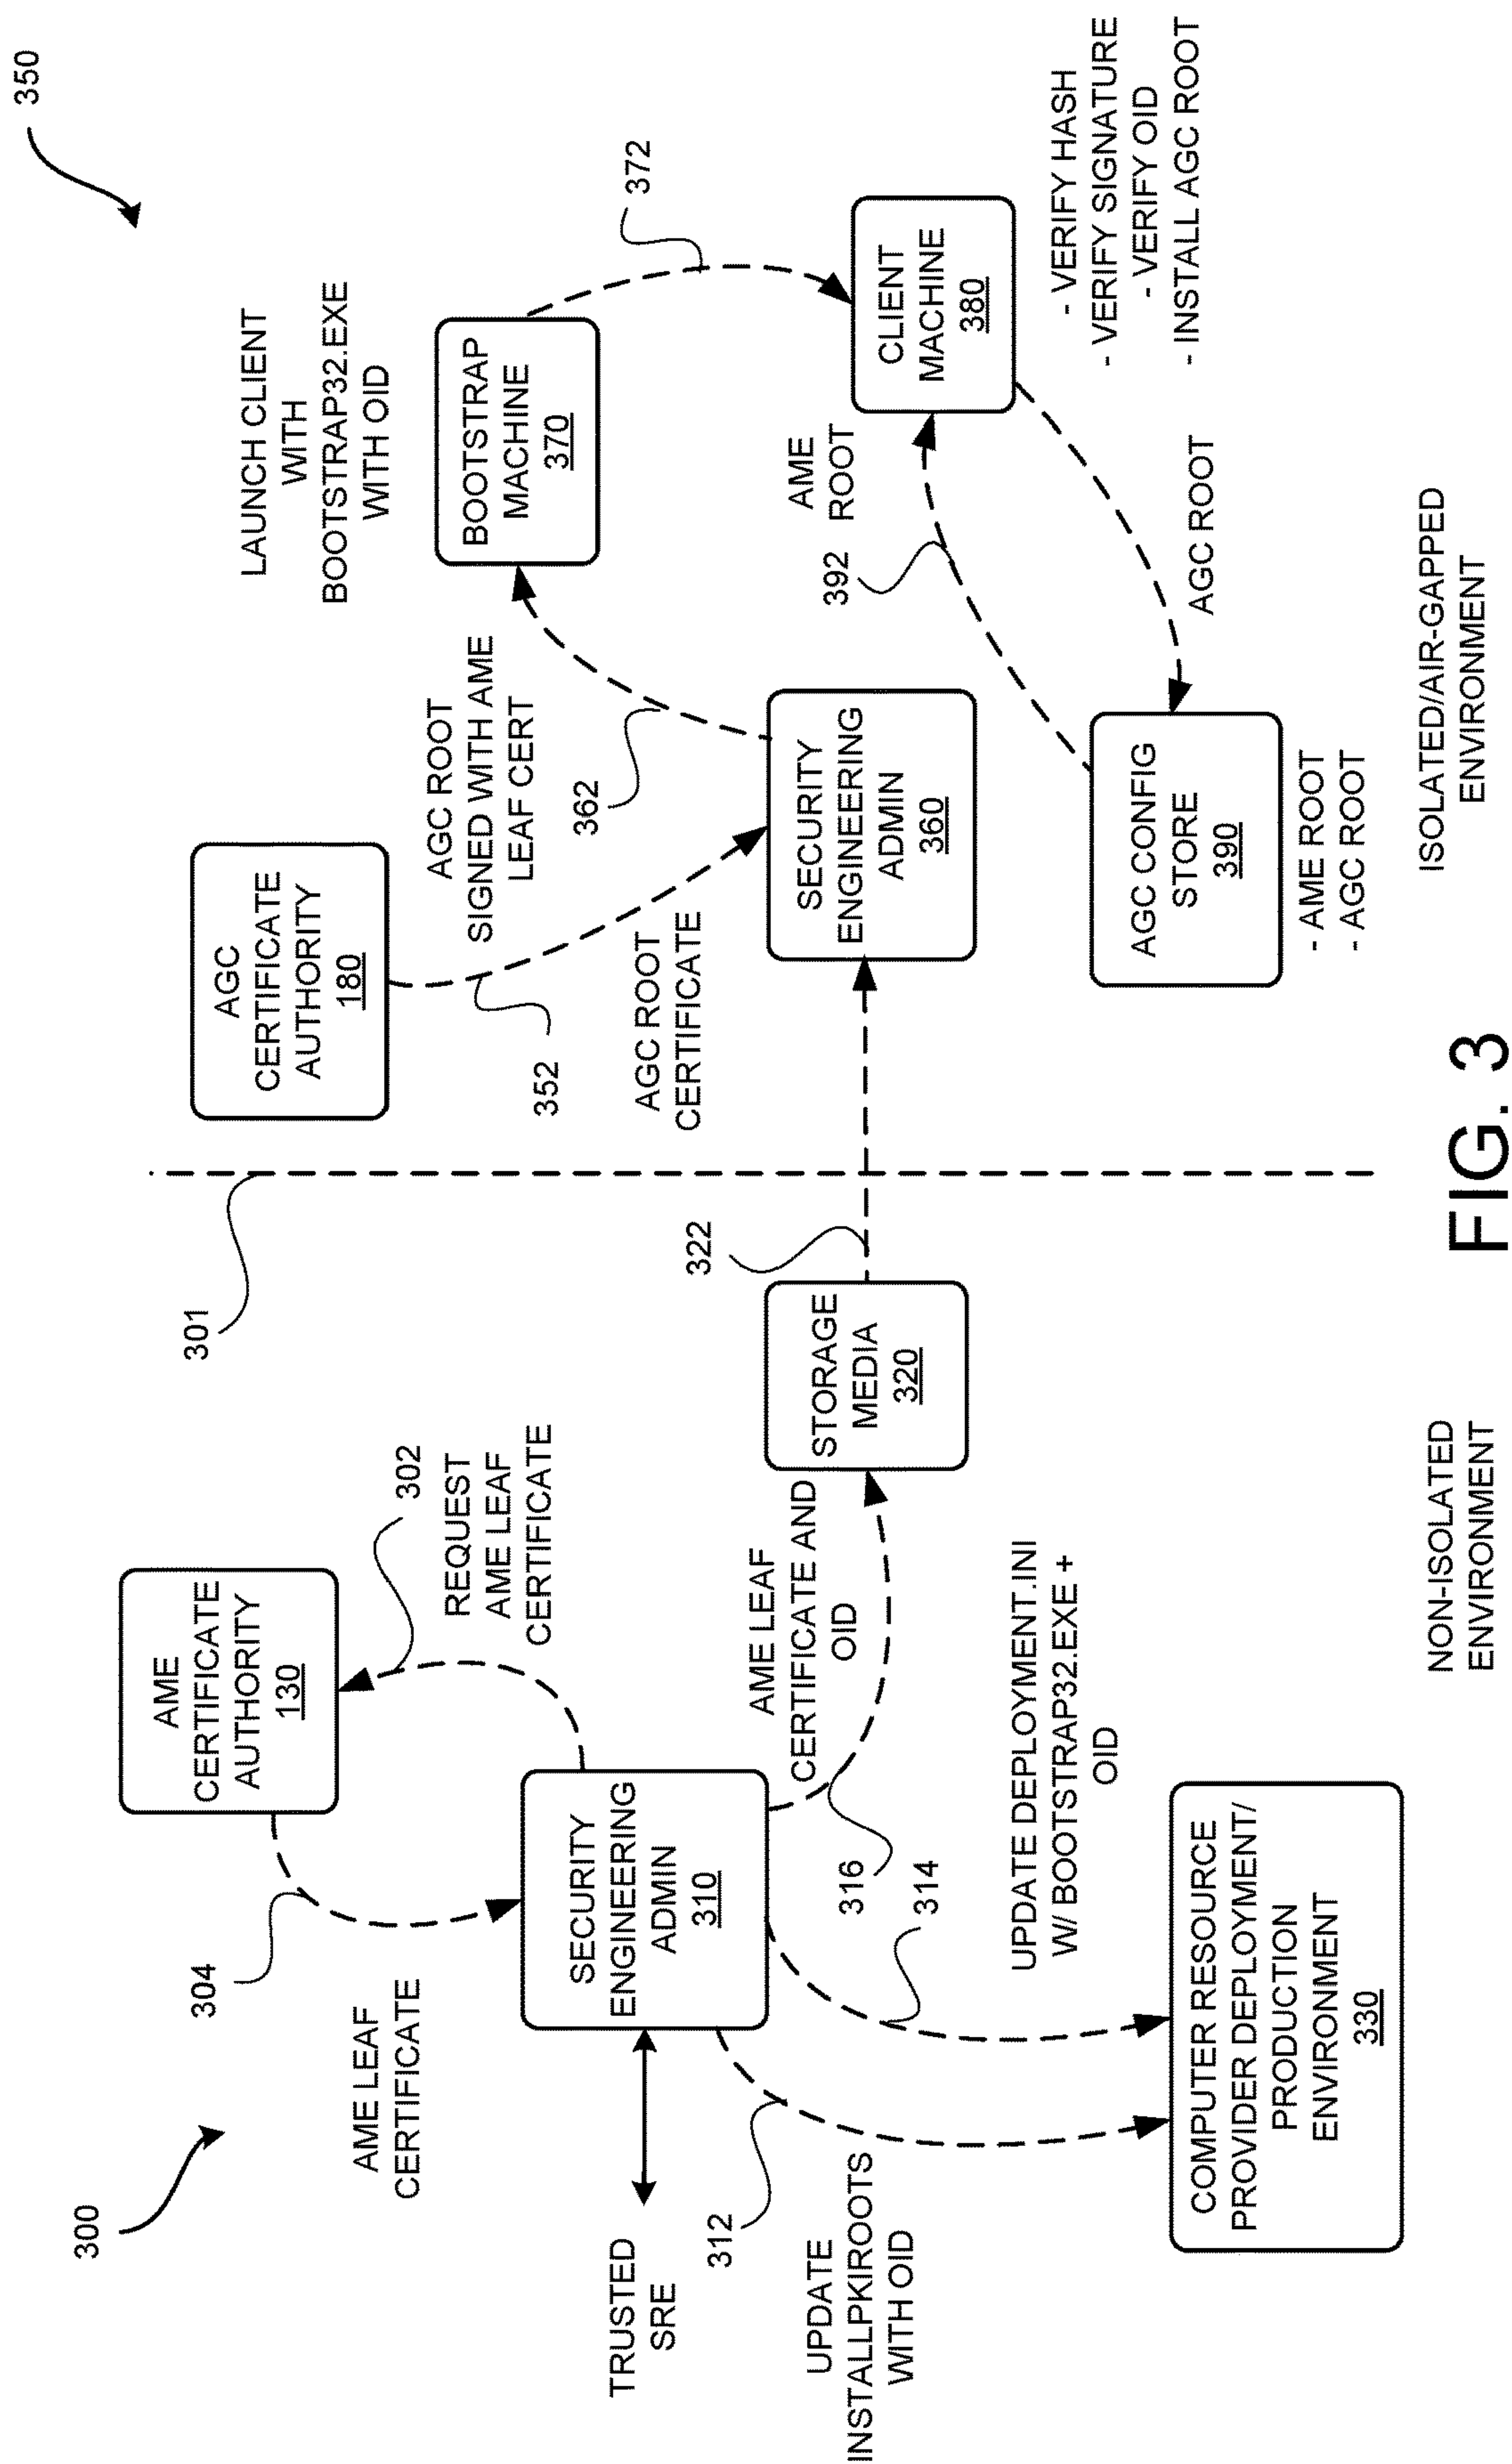 300
AME
CERTIFICATE
AUTHORITY
130
304
302
AME LEAF
CERTIFICATE
REQUEST
AME LEAF
CERTIFICATE
TRUSTED
SRE
SECURITY
ENGINEERING
ADMIN
310
312
UPDATE
INSTALLPKIROOTS
WITH OID
314
316
AME LEAF
CERTIFICATE AND
OID
UPDATE DEPLOYMENT.INI
W/ BOOTSTRAP32.EXE +
OID
STORAGE
MEDIA
320
322
COMPUTER RESOURCE
PROVIDER DEPLOYMENT/
PRODUCTION
ENVIRONMENT
330
NON-ISOLATED
ENVIRONMENT
301
350
AGC
CERTIFICATE
AUTHORITY
180
352
AGC ROOT
CERTIFICATE
AGC ROOT
SIGNED WITH AME
LEAF CERT
362
SECURITY
ENGINEERING
ADMIN
360
LAUNCH CLIENT
WITH
BOOTSTRAP32.EXE
WITH OID
BOOTSTRAP
MACHINE
370
372
CLIENT
MACHINE
380
- VERIFY HASH
- VERIFY SIGNATURE
- VERIFY OID
- INSTALL AGC ROOT
AME
ROOT
392
AGC ROOT
AGC CONFIG
STORE
390
- AME ROOT
- AGC ROOT
ISOLATED/AIR-GAPPED
ENVIRONMENT
FIG. 3